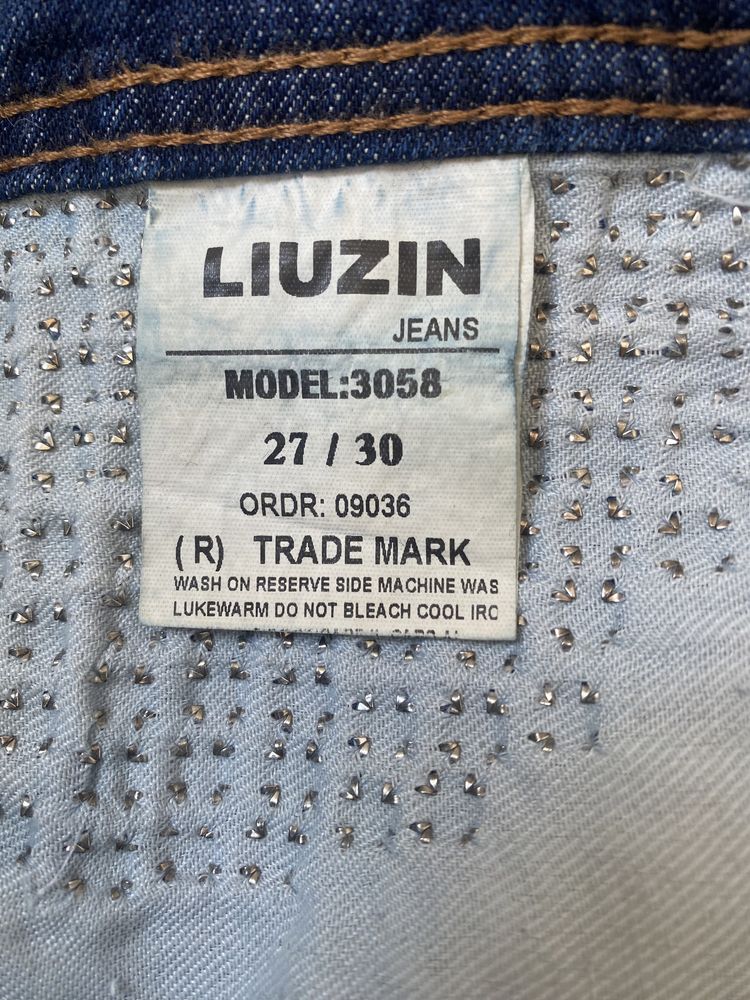 LIUZIN
JEANS
MODEL:3058
27 / 30
ORDR: 09036
(R) TRADE MARK
WASH ON RESERVE SIDE MACHINE WAS
LUKEWARM DO NOT BLEACH COOL IRO